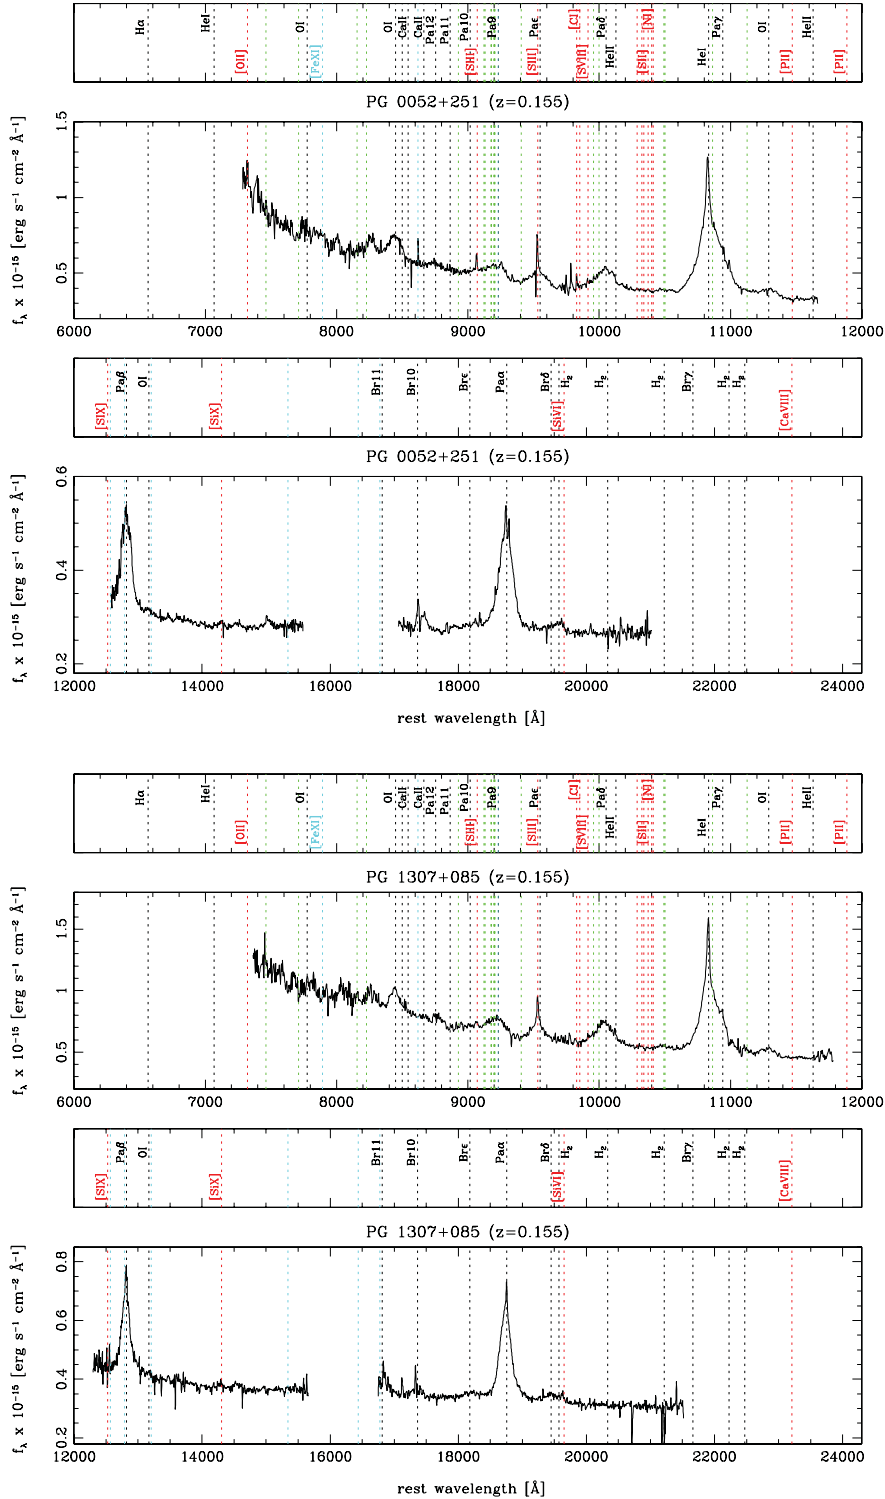 Hα HeI [OII] OI [FeXI] OI CaII CaII Pa12 Pa11 Pa10 [SIII] Pa9 [SIII] Paε [CI] [SVIII] Paδ HeII [SII] [NI] HeI Paγ OI [PII] HeII [PII]
PG 0052+251 (z=0.155)
f_λ x 10⁻¹⁵ [erg s⁻¹ cm⁻² Å⁻¹]
1.5
1
0.5
6000 7000 8000 9000 10000 11000 12000
[SIX] Paβ OI [SiX] Br11 Br10 Brε Paα Brδ [SiVI] H₂ H₂ H₂ Brγ H₂ H₂ [CaVIII]
PG 0052+251 (z=0.155)
f_λ x 10⁻¹⁵ [erg s⁻¹ cm⁻² Å⁻¹]
0.6
0.4
0.2
12000 14000 16000 18000 20000 22000 24000
rest wavelength [Å]
Hα HeI [OII] OI [FeXI] OI CaII CaII Pa12 Pa11 Pa10 [SIII] Pa9 [SIII] Paε [CI] [SVIII] Paδ HeII [SII] [NI] HeI Paγ OI [PII] HeII [PII]
PG 1307+085 (z=0.155)
f_λ x 10⁻¹⁵ [erg s⁻¹ cm⁻² Å⁻¹]
1.5
1
0.5
6000 7000 8000 9000 10000 11000 12000
[SIX] Paβ OI [SiX] Br11 Br10 Brε Paα Brδ [SiVI] H₂ H₂ H₂ Brγ H₂ H₂ [CaVIII]
PG 1307+085 (z=0.155)
f_λ x 10⁻¹⁵ [erg s⁻¹ cm⁻² Å⁻¹]
0.8
0.6
0.4
0.2
12000 14000 16000 18000 20000 22000 24000
rest wavelength [Å]